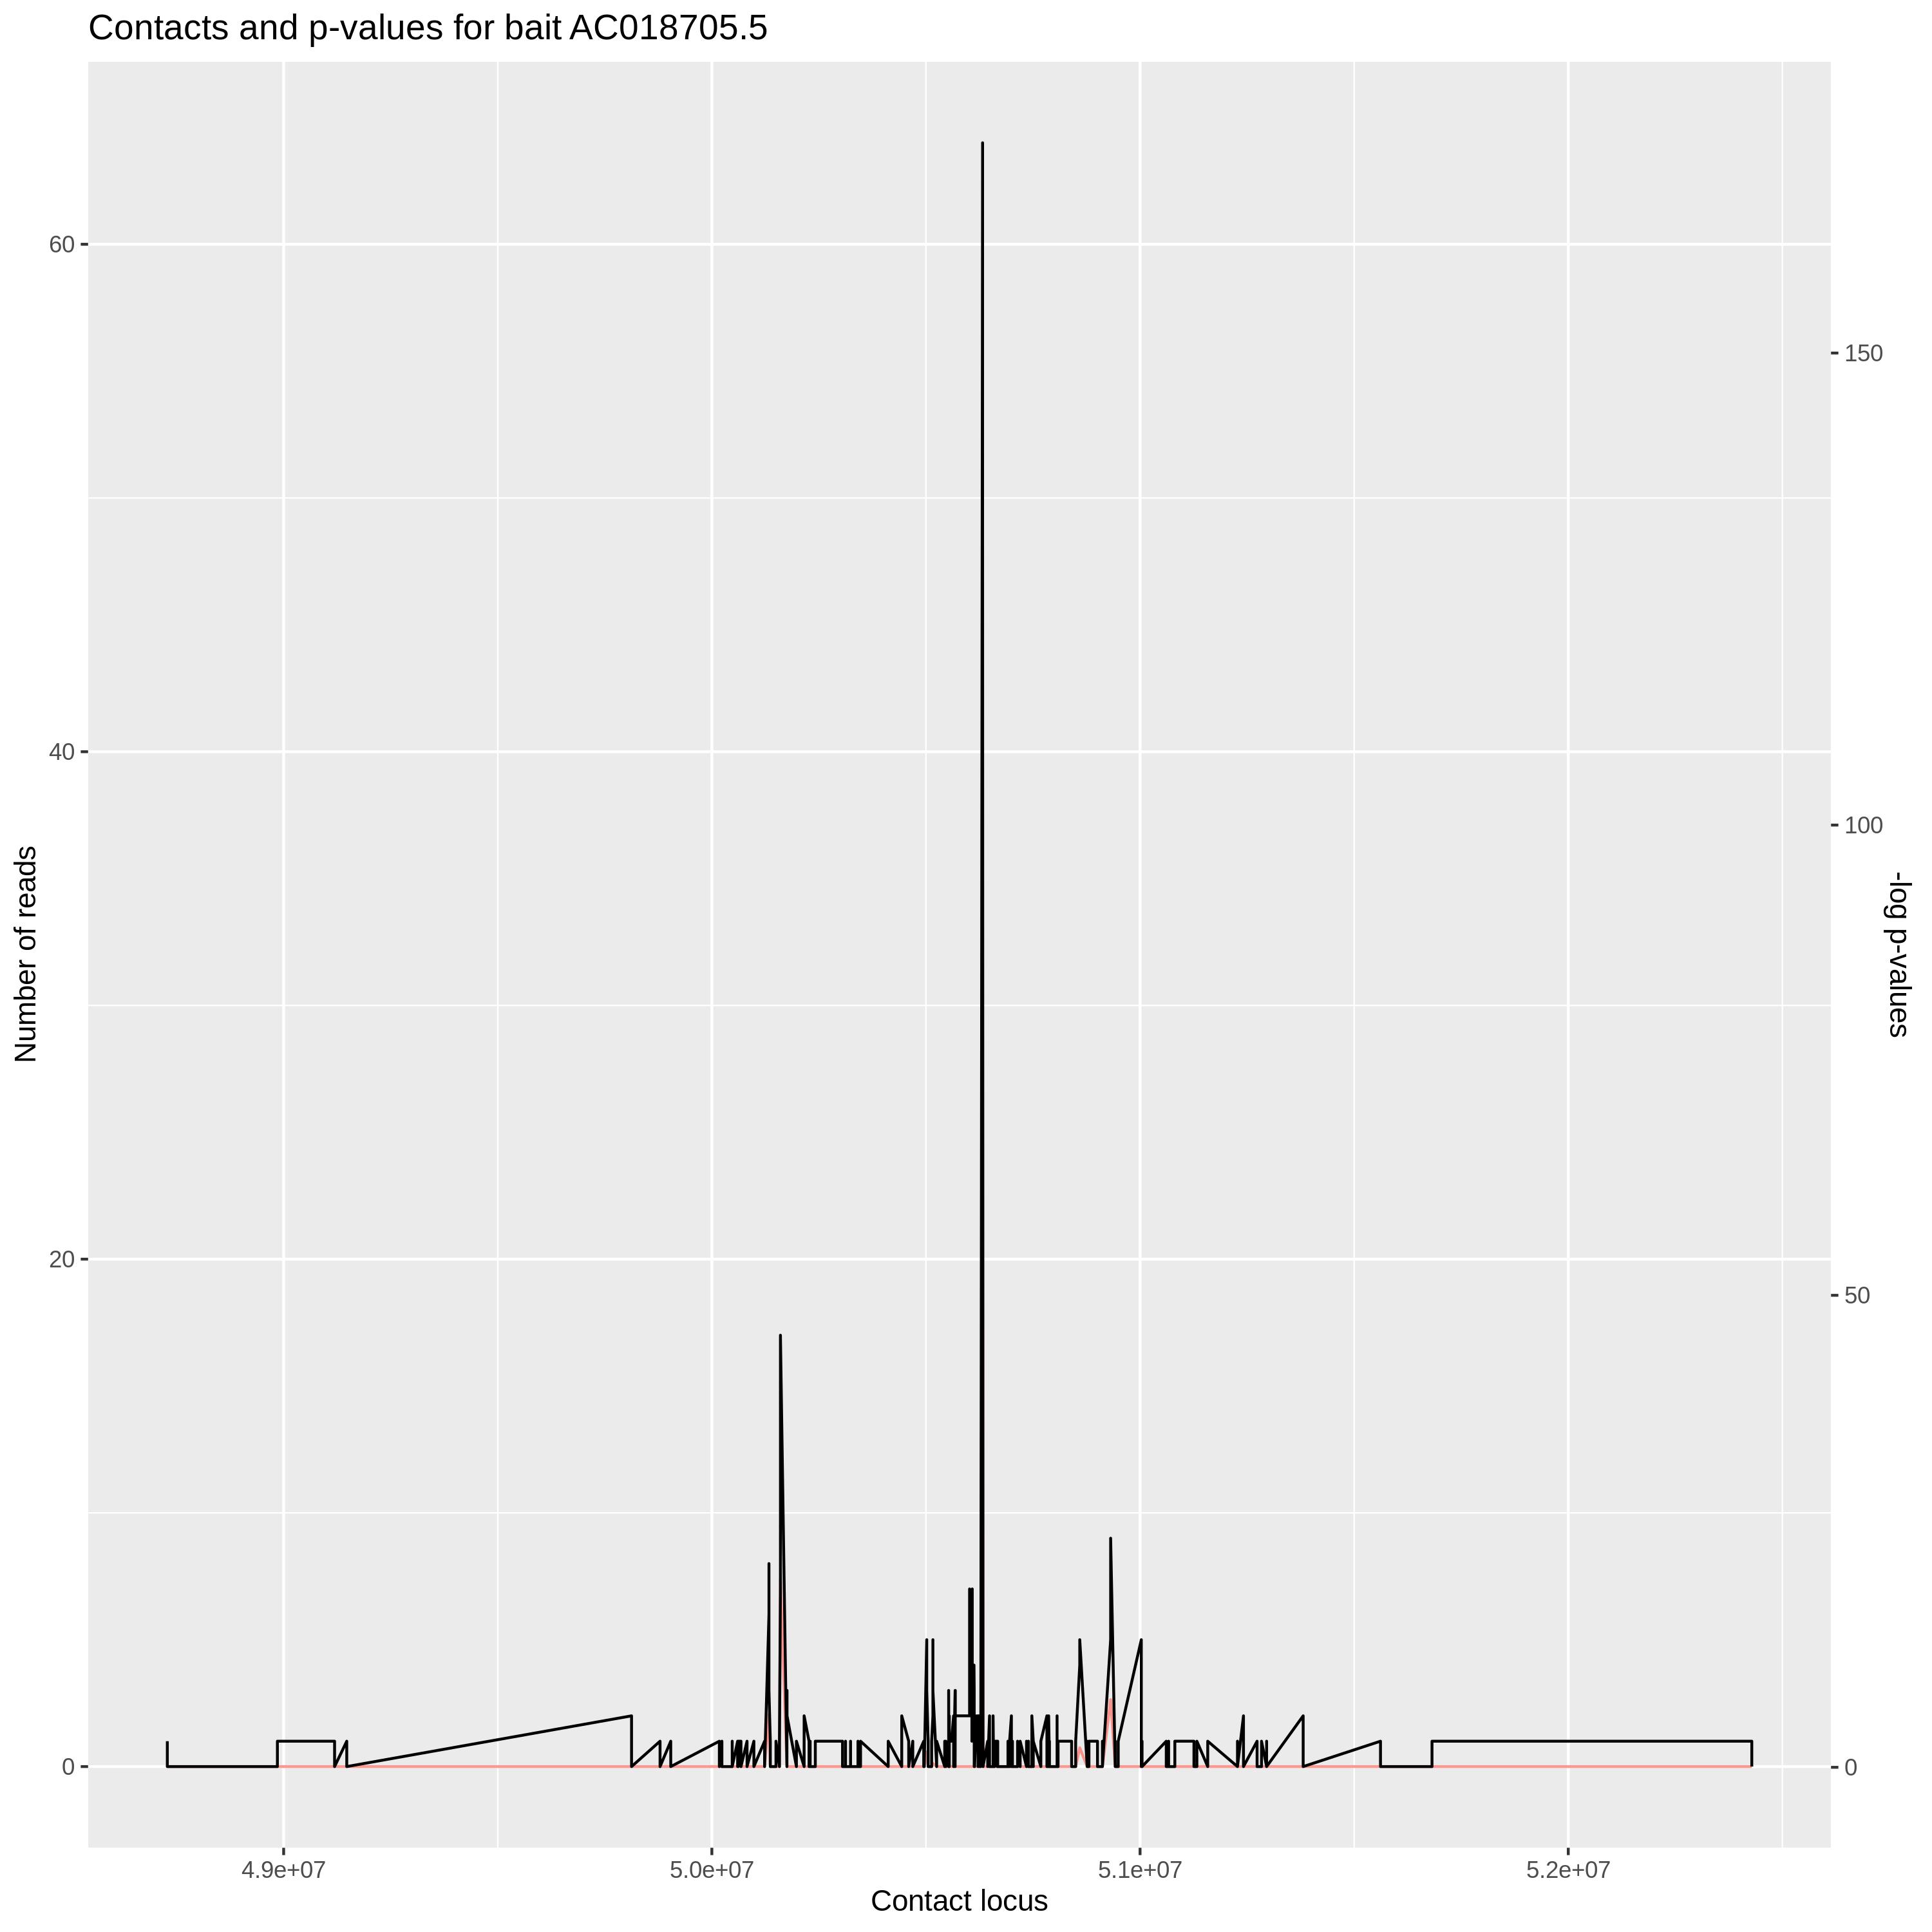 Contacts and p-values for bait AC018705.5
60
40
20
0
Number of reads
150
100
50
0
-log p-values
4.9e+07
5.0e+07
5.1e+07
5.2e+07
Contact locus